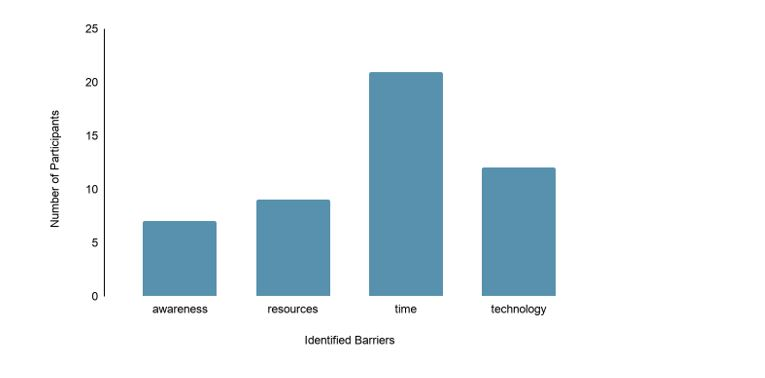 25
20
15
10
5
0
Number of Participants
awareness resources time technology
Identified Barriers